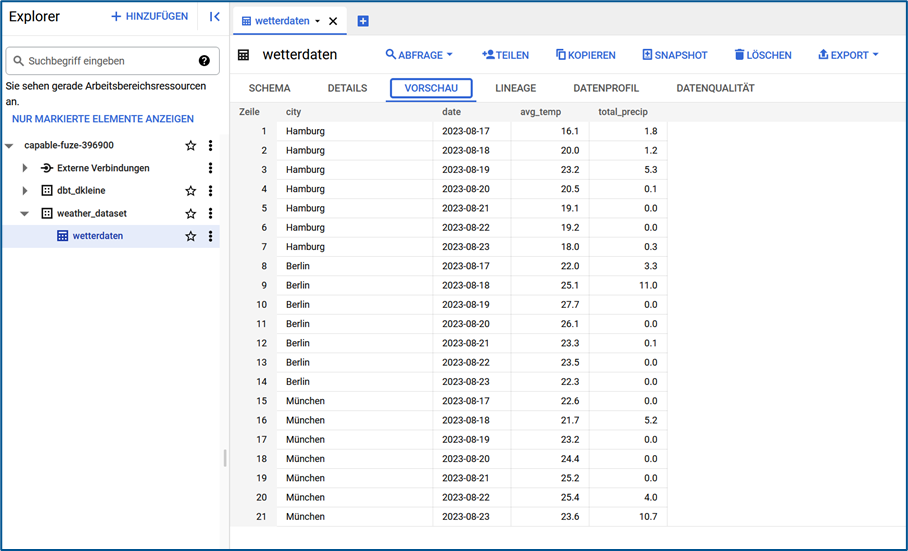 Explorer
+ HINZUFÜGEN
Suchbegriff eingeben
Sie sehen gerade Arbeitsbereichsressourcen
an.
NUR MARKIERTE ELEMENTE ANZEIGEN
capable-fuze-396900
Externe Verbindungen
dbt_dkleine
weather_dataset
wetterdaten
wetterdaten
wetterdaten
ABFRAGE TEILEN KOPIEREN SNAPSHOT LÖSCHEN EXPORT
SCHEMA DETAILS VORSCHAU LINEAGE DATENPROFIL DATENQUALITÄT
Zeile city date avg_temp total_precip
1 Hamburg 2023-08-17 16.1 1.8
2 Hamburg 2023-08-18 20.0 1.2
3 Hamburg 2023-08-19 23.2 5.3
4 Hamburg 2023-08-20 20.5 0.1
5 Hamburg 2023-08-21 19.1 0.0
6 Hamburg 2023-08-22 19.2 0.0
7 Hamburg 2023-08-23 18.0 0.3
8 Berlin 2023-08-17 22.0 3.3
9 Berlin 2023-08-18 25.1 11.0
10 Berlin 2023-08-19 27.7 0.0
11 Berlin 2023-08-20 26.1 0.0
12 Berlin 2023-08-21 23.3 0.1
13 Berlin 2023-08-22 23.5 0.0
14 Berlin 2023-08-23 22.3 0.0
15 München 2023-08-17 22.6 0.0
16 München 2023-08-18 21.7 5.2
17 München 2023-08-19 23.2 0.0
18 München 2023-08-20 24.4 0.0
19 München 2023-08-21 25.2 0.0
20 München 2023-08-22 25.4 4.0
21 München 2023-08-23 23.6 10.7